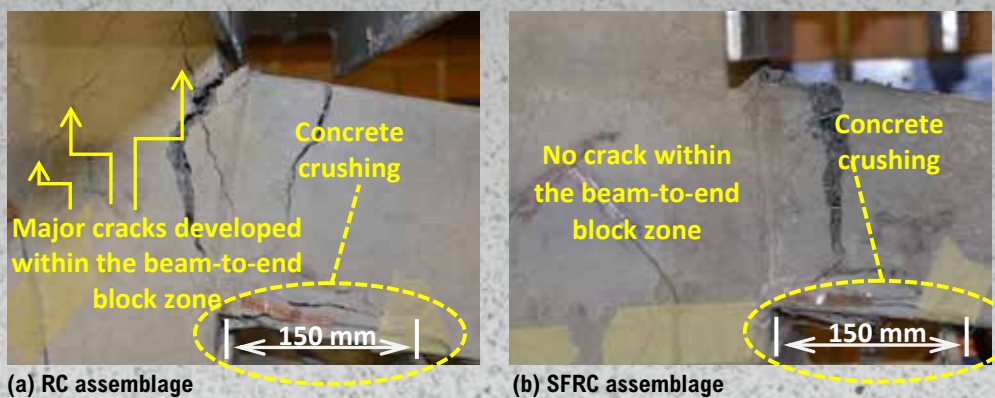 Concrete
crushing
Major cracks developed
within the beam-to-end
block zone
150 mm
(a) RC assemblage
No crack within
the beam-to-end
block zone
Concrete
crushing
150 mm
(b) SFRC assemblage